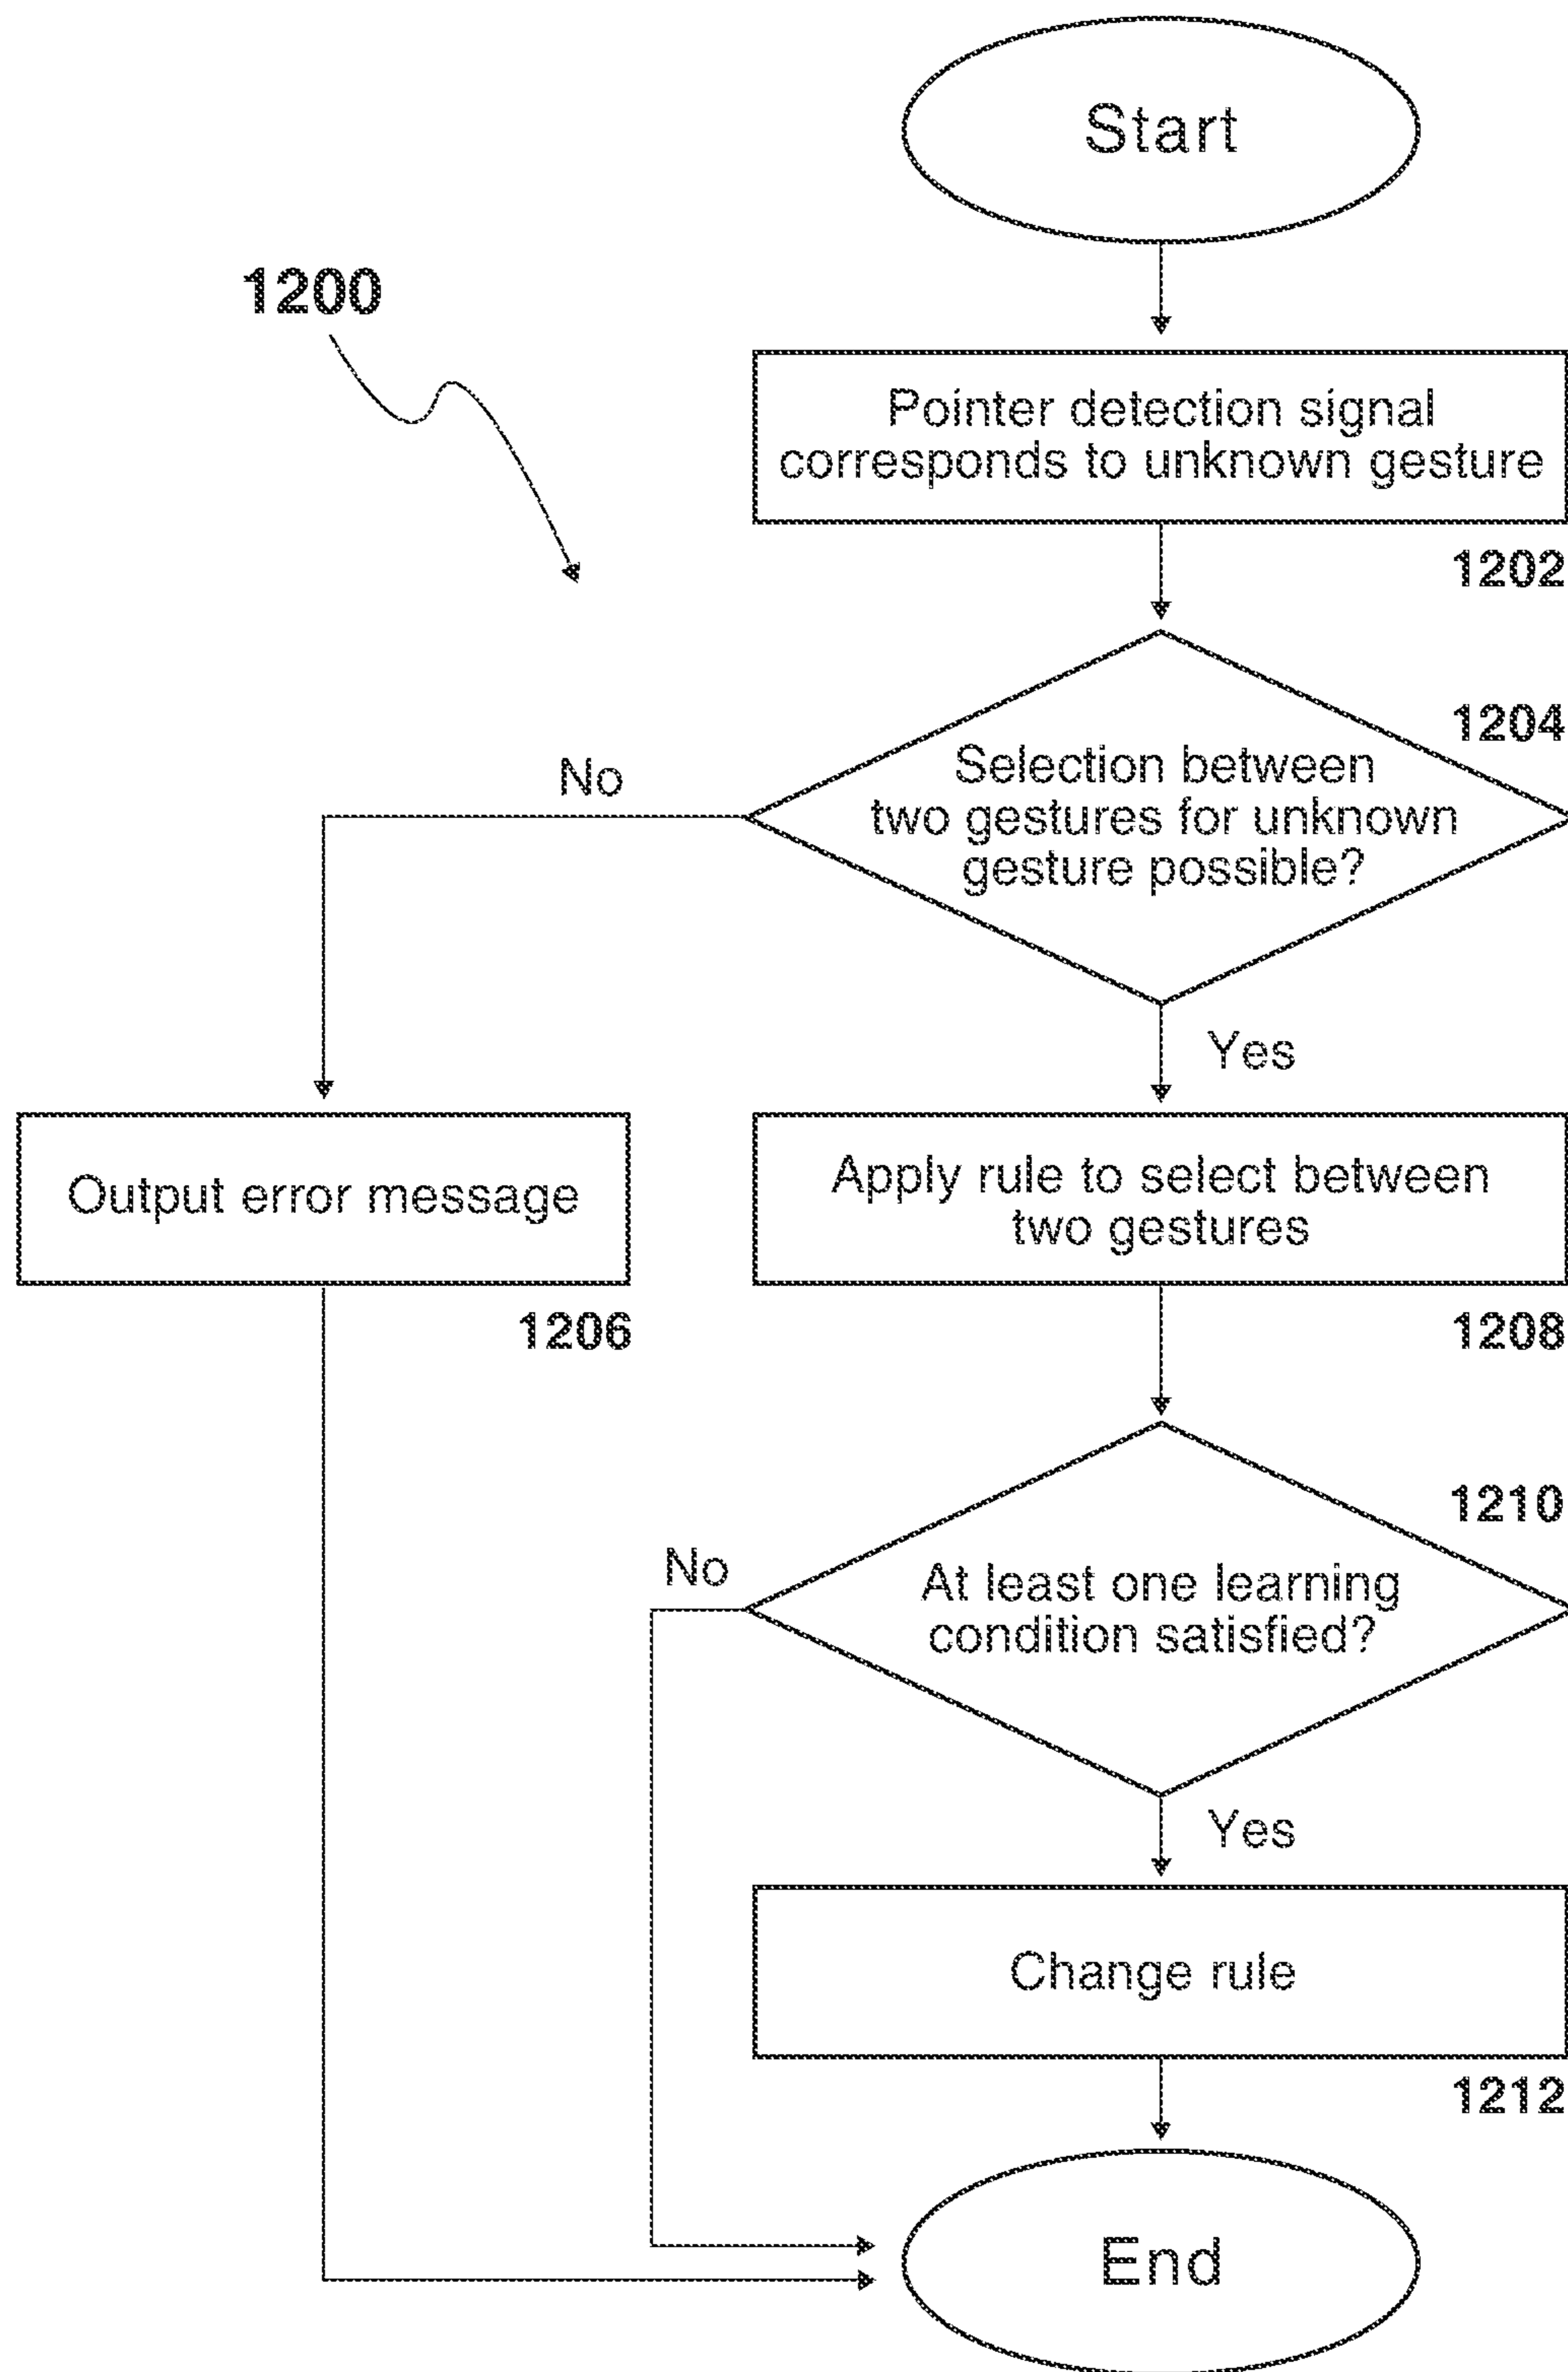 Start
1200
Pointer detection signal
corresponds to unknown gesture
1202
1204
Selection between
two gestures for unknown
gesture possible?
No
Yes
Output error message
1206
Apply rule to select between
two gestures
1208
1210
At least one learning
condition satisfied?
No
Yes
Change rule
1212
End